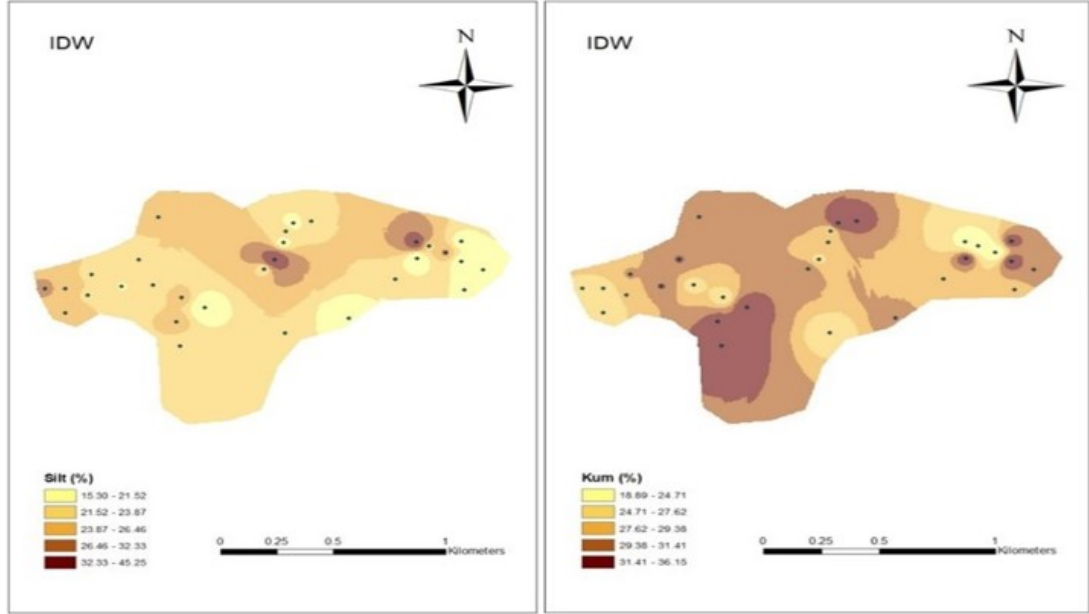 IDW
N
Silt (%)
15.30 - 21.52
21.52 - 23.87
23.87 - 26.46
26.46 - 32.33
32.33 - 45.25
0 0.25 0.5 1
Kilometers
IDW
N
Kum (%)
18.89 - 24.71
24.71 - 27.62
27.62 - 29.38
29.38 - 31.41
31.41 - 36.15
0 0.25 0.5 1
Kilometers